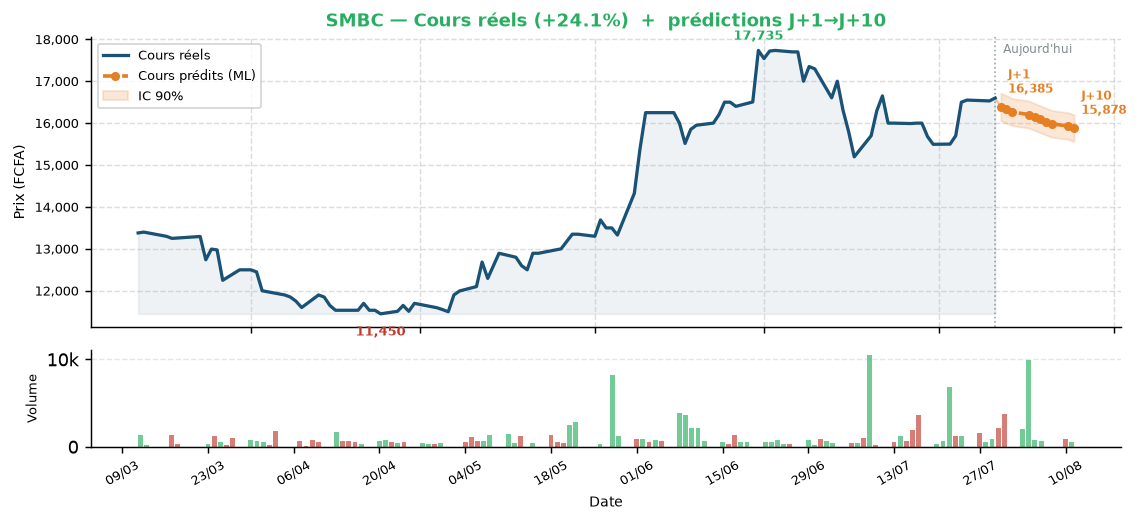 SMBC — Cours réels (+24.1%)  +  prédictions J+1→J+10
17,735
Aujourd'hui
Cours réels
Cours prédits (ML)
IC 90%
J+1
16,385
J+10
15,878
11,450
Prix (FCFA)
18,000
17,000
16,000
15,000
14,000
13,000
12,000
Volume
10k
0
09/03
23/03
06/04
20/04
04/05
18/05
01/06
15/06
29/06
13/07
27/07
10/08
Date